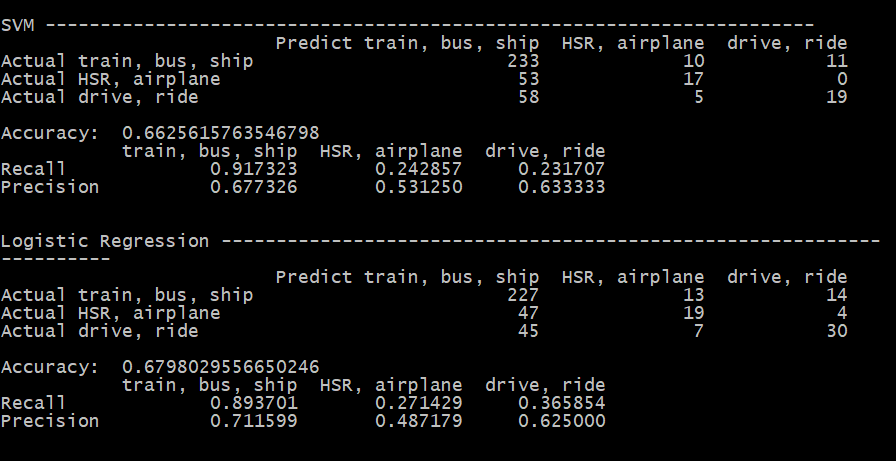 SVM ----------------------------------------------------------------------
Predict train, bus, ship  HSR, airplane  drive, ride
Actual train, bus, ship  233  10  11
Actual HSR, airplane  53  17  0
Actual drive, ride  58  5  19
Accuracy:  0.6625615763546798
train, bus, ship  HSR, airplane  drive, ride
Recall  0.917323  0.242857  0.231707
Precision  0.677326  0.531250  0.633333
Logistic Regression ------------------------------------------------------------
----------
Predict train, bus, ship  HSR, airplane  drive, ride
Actual train, bus, ship  227  13  14
Actual HSR, airplane  47  19  4
Actual drive, ride  45  7  30
Accuracy:  0.6798029556650246
train, bus, ship  HSR, airplane  drive, ride
Recall  0.893701  0.271429  0.365854
Precision  0.711599  0.487179  0.625000